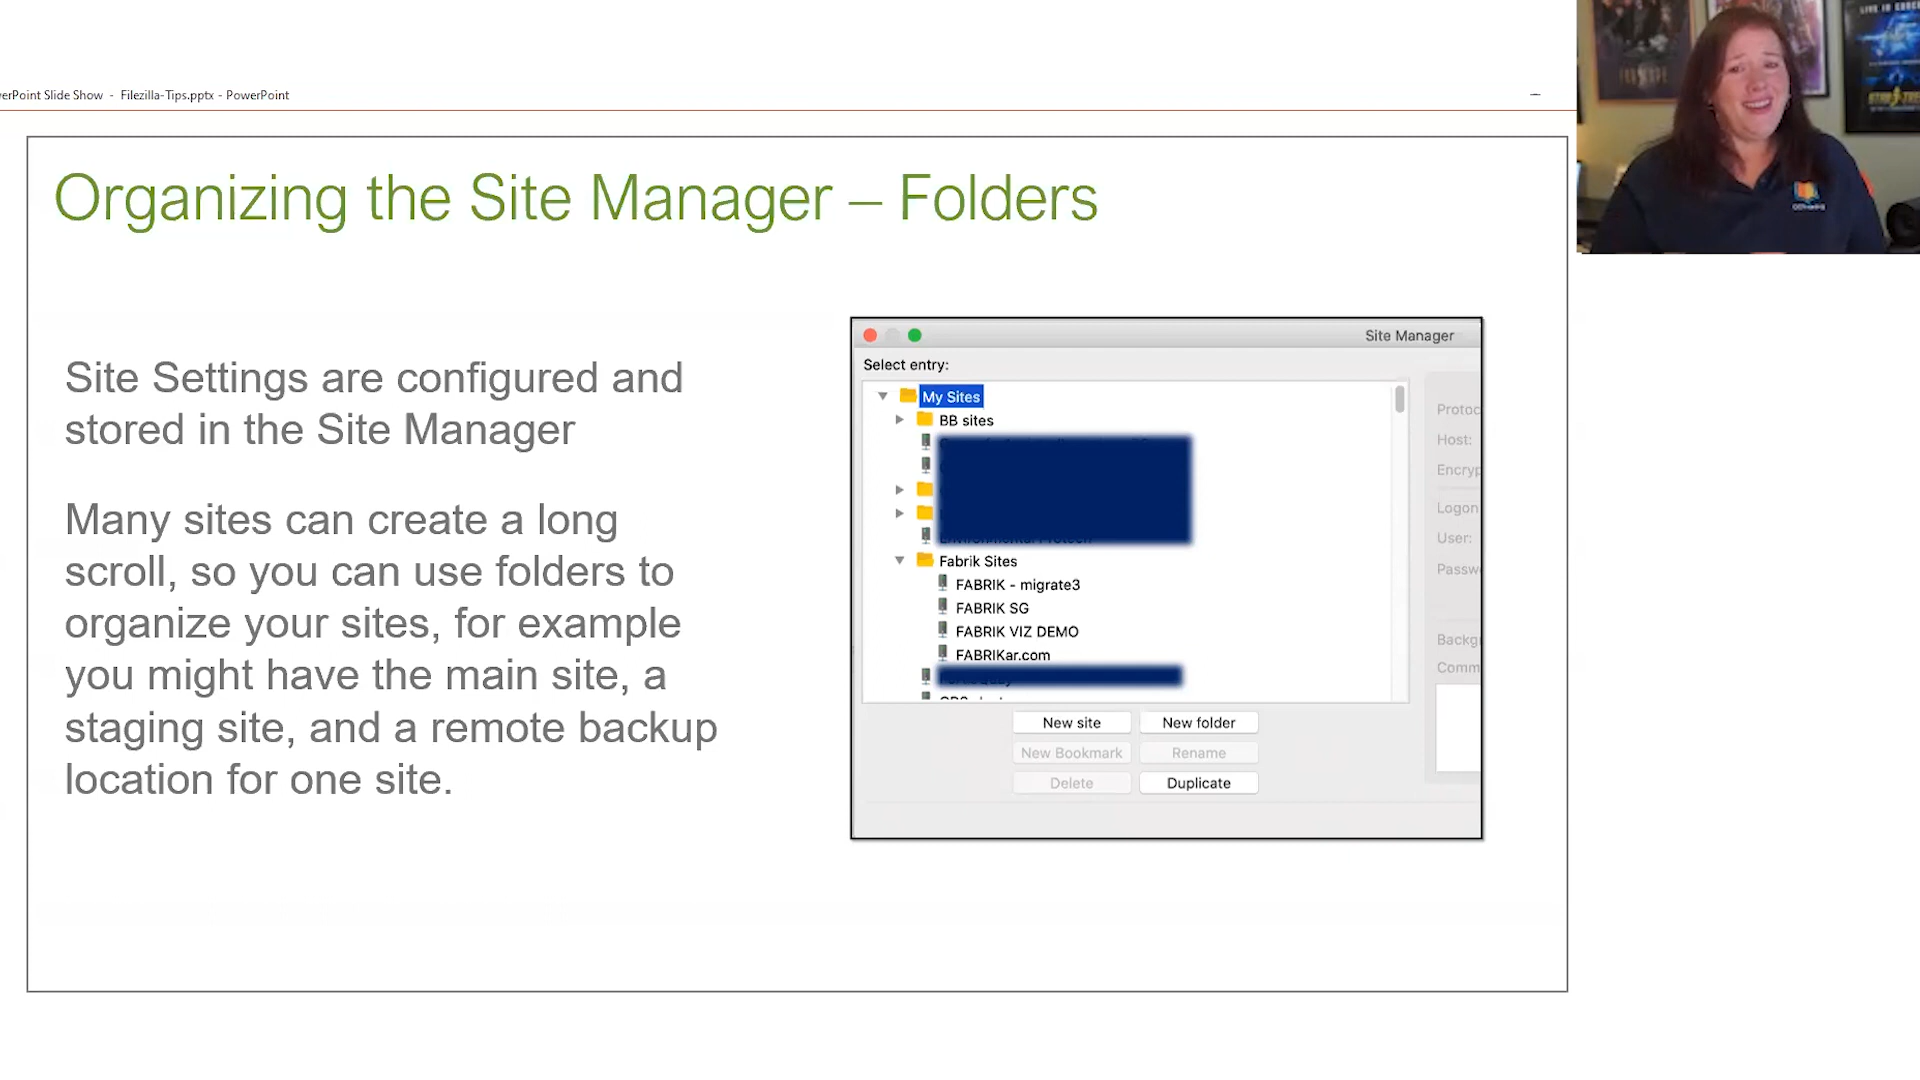 erPoint Slide Show - Filezilla-Tips.pptx - PowerPoint
LIVE IN
STAR TREK
Organizing the Site Manager – Folders
Site Settings are configured and
stored in the Site Manager
Many sites can create a long
scroll, so you can use folders to
organize your sites, for example
you might have the main site, a
staging site, and a remote backup
location for one site.
Site Manager
Select entry:
My Sites
BB sites
Fabrik Sites
FABRIK - migrate3
FABRIK SG
FABRIK VIZ DEMO
FABRIKar.com
New site
New folder
New Bookmark
Rename
Delete
Duplicate
Protoc
Host:
Encryp
Logon
User:
Passw
Backg
Comm